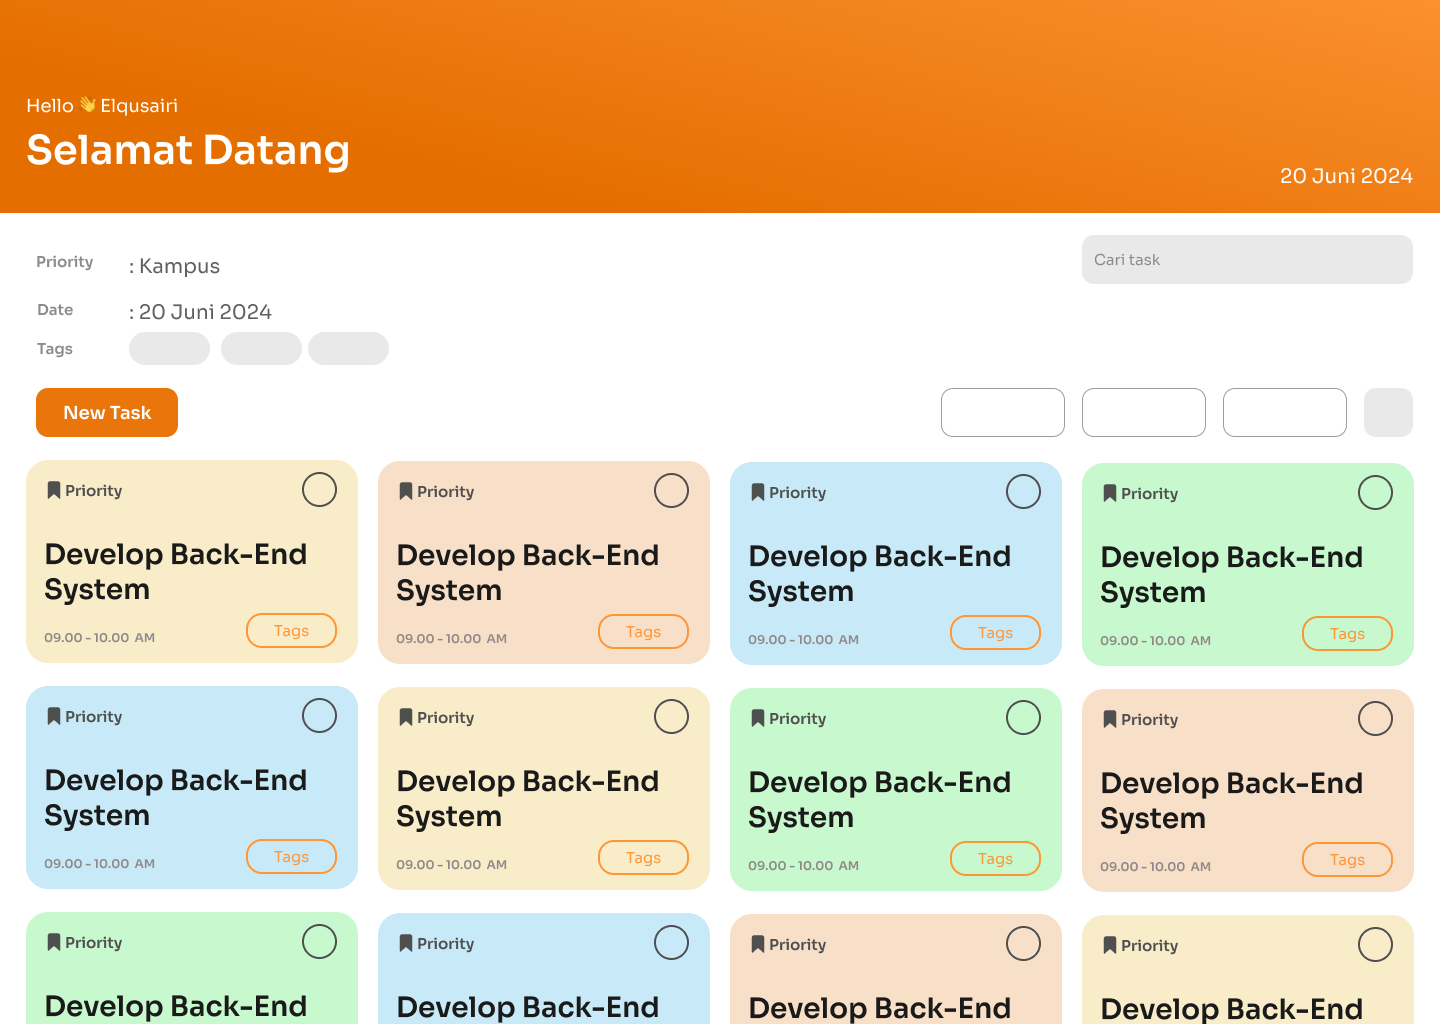 Hello 👋 Elqusairi
Selamat Datang
20 Juni 2024
Priority : Kampus
Cari task
Date : 20 Juni 2024
Tags
New Task
Priority
Develop Back-End
System
09.00 - 10.00 AM
Tags
Priority
Develop Back-End
System
09.00 - 10.00 AM
Tags
Priority
Develop Back-End
System
09.00 - 10.00 AM
Tags
Priority
Develop Back-End
System
09.00 - 10.00 AM
Tags
Priority
Develop Back-End
System
09.00 - 10.00 AM
Tags
Priority
Develop Back-End
System
09.00 - 10.00 AM
Tags
Priority
Develop Back-End
System
09.00 - 10.00 AM
Tags
Priority
Develop Back-End
System
09.00 - 10.00 AM
Tags
Priority
Develop Back-End
Priority
Develop Back-End
Priority
Develop Back-End
Priority
Develop Back-End